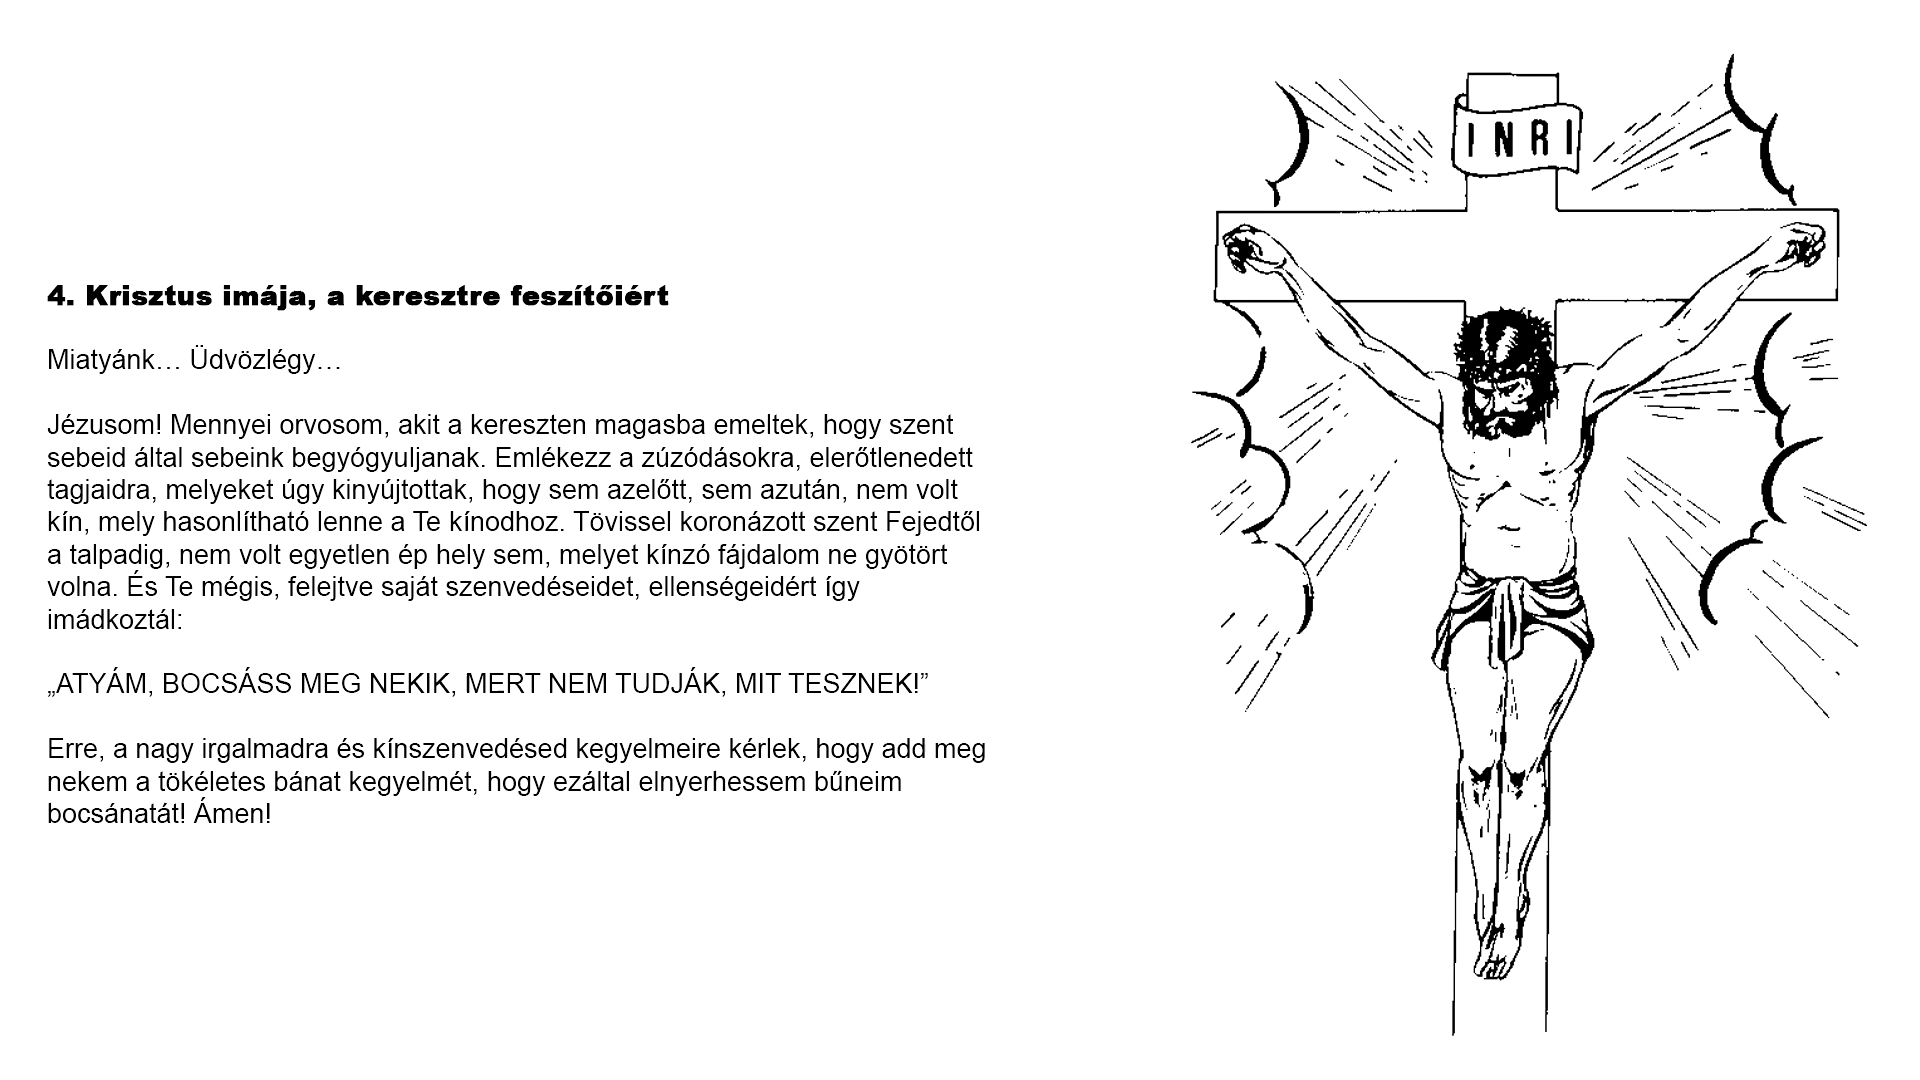 4. Krisztus imája, a keresztre feszítőiért
Miatyánk… Üdvözlégy…
Jézusom! Mennyei orvosom, akit a kereszten magasba emeltek, hogy szent
sebeid által sebeink begyógyuljanak. Emlékezz a zúzódásokra, elerőtlenedett
tagjaidra, melyeket úgy kinyújtottak, hogy sem azelőtt, sem azután, nem volt
kín, mely hasonlítható lenne a Te kínodhoz. Tövissel koronázott szent Fejedtől
a talpadig, nem volt egyetlen ép hely sem, melyet kínzó fájdalom ne gyötört
volna. És Te mégis, felejtve saját szenvedéseidet, ellenségeidért így
imádkoztál:
„ATYÁM, BOCSÁSS MEG NEKIK, MERT NEM TUDJÁK, MIT TESZNEK!”
Erre, a nagy irgalmadra és kínszenvedésed kegyelmeire kérlek, hogy add meg
nekem a tökéletes bánat kegyelmét, hogy ezáltal elnyerhessem bűneim
bocsánatát! Ámen!
INRI